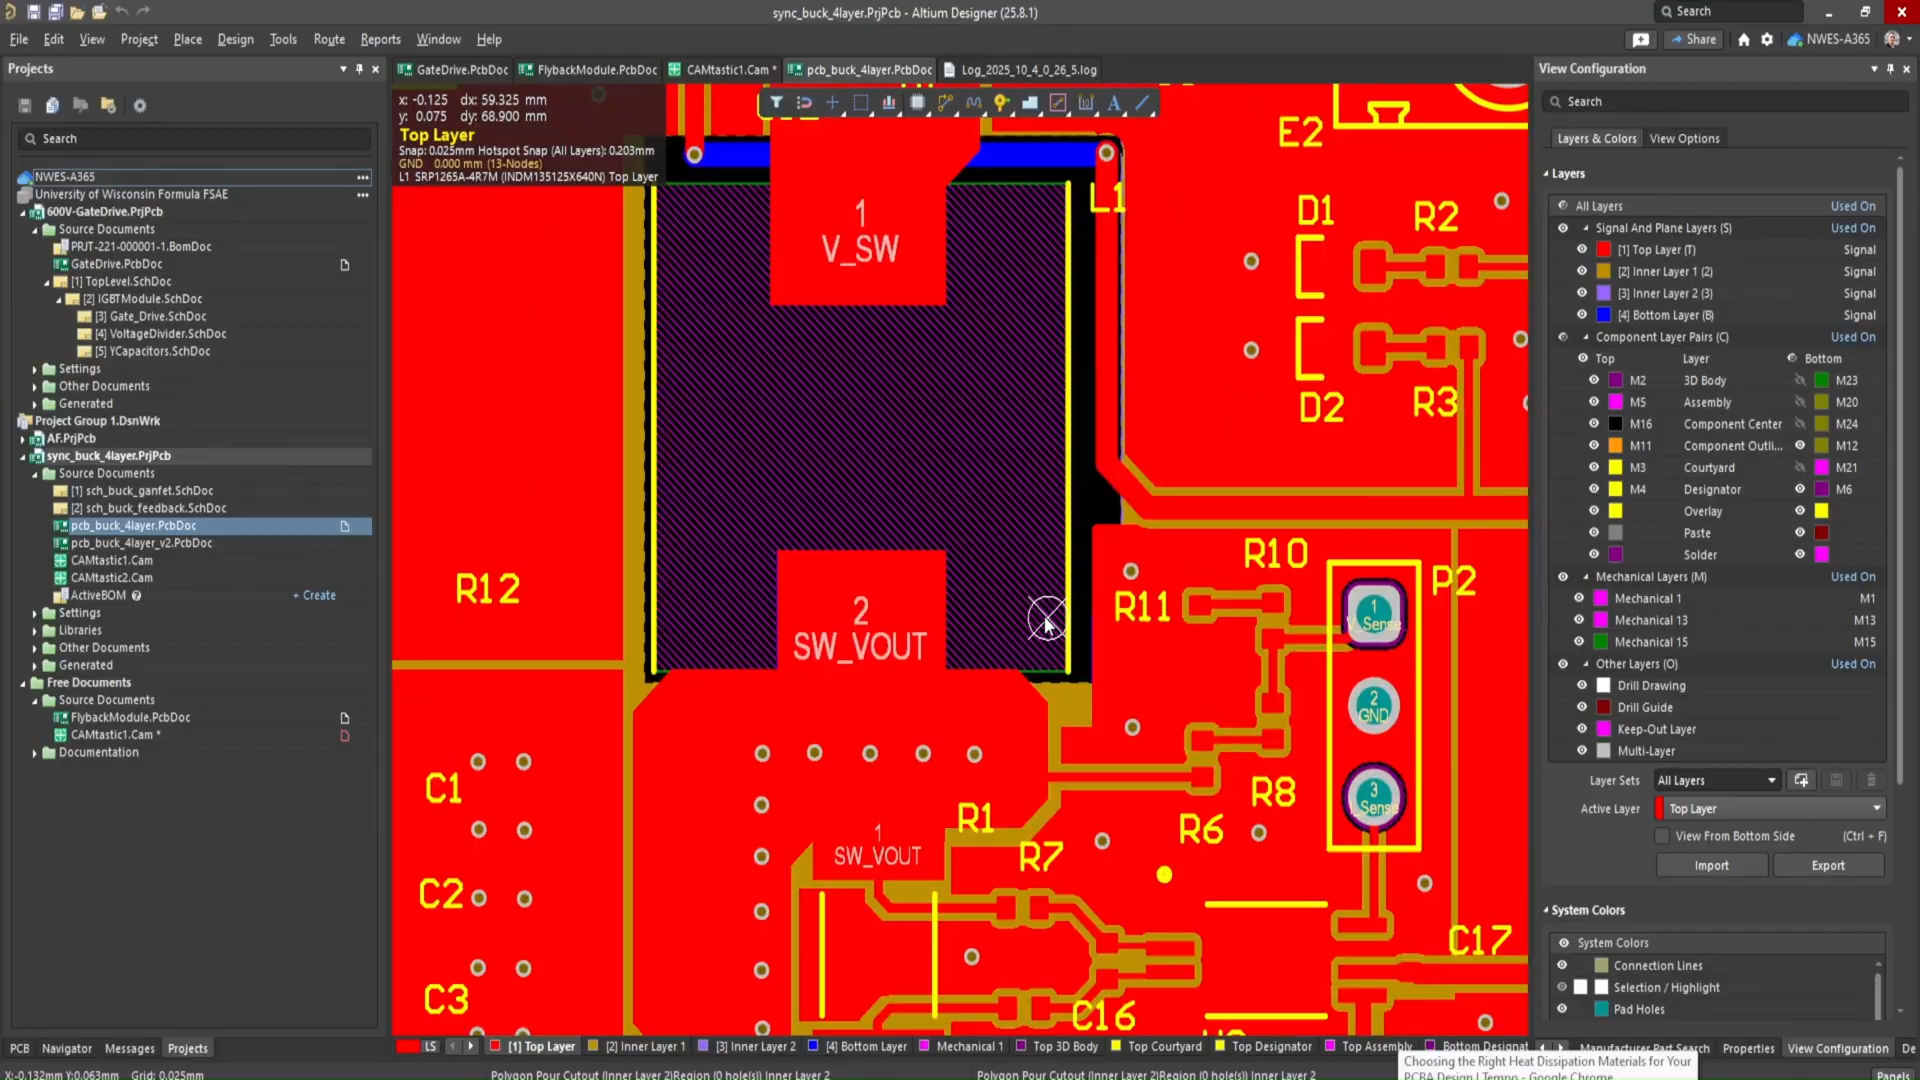 sync_buck_4layer.PrjPcb - Altium Designer (25.8.1)
Search
File Edit View Project Place Design Tools Route Reports Window Help
Share
NWES-A365
Projects
GateDrive.PcbDoc
FlybackModule.PcbDoc
CAMtastic1.Cam *
pcb_buck_4layer.PcbDoc
Log_2025_10_4_0_26_5.log
Search
NWES-A365
University of Wisconsin Formula FSAE
600V-GateDrive.PrjPcb
Source Documents
PRJT-221-000001-1.BomDoc
GateDrive.PcbDoc
[1] TopLevel.SchDoc
[2] IGBTModule.SchDoc
[3] Gate_Drive.SchDoc
[4] VoltageDivider.SchDoc
[5] YCapacitors.SchDoc
Settings
Other Documents
Generated
Project Group 1.DsnWrk
AF.PrjPcb
sync_buck_4layer.PrjPcb
Source Documents
[1] sch_buck_ganfet.SchDoc
[2] sch_buck_feedback.SchDoc
pcb_buck_4layer.PcbDoc
pcb_buck_4layer_v2.PcbDoc
CAMtastic1.Cam
CAMtastic2.Cam
ActiveBOM
+ Create
Settings
Libraries
Other Documents
Generated
Free Documents
Source Documents
FlybackModule.PcbDoc
CAMtastic1.Cam *
Documentation
PCB Navigator Messages Projects
x: -0.125 dx: 59.325 mm
y: 0.075 dy: 68.900 mm
Top Layer
Snap: 0.025mm Hotspot Snap (All Layers): 0.203mm
GND 0.000 mm (13-Nodes)
L1 SRP1265A-4R7M (INDM135125X640N) Top Layer
1
V_SW
L1
E2
D1
R2
D2
R3
R12
2
SW_VOUT
R10
R11
P2
1
V_Sense
2
GND
3
I_Sense
R8
R6
C1
C2
C3
R1
1
SW_VOUT
R7
C16
C17
LS [1] Top Layer [2] Inner Layer 1 [3] Inner Layer 2 [4] Bottom Layer Mechanical 1 Top 3D Body Top Courtyard Top Designator Top Assembly Bottom Designat
X:-0.132mm Y:0.063mm Grid: 0.025mm
Polygon Pour Cutout (Inner Layer 2)Region (0 hole(s)) Inner Layer 2
Polygon Pour Cutout (Inner Layer 2)Region (0 hole(s)) Inner Layer 2
View Configuration
Search
Layers & Colors View Options
Layers
All Layers Used On
Signal And Plane Layers (S) Used On
[1] Top Layer (T) Signal
[2] Inner Layer 1 (2) Signal
[3] Inner Layer 2 (3) Signal
[4] Bottom Layer (B) Signal
Component Layer Pairs (C) Used On
Top Layer Bottom
M2 3D Body M23
M5 Assembly M20
M16 Component Center M24
M11 Component Outli... M12
M3 Courtyard M21
M4 Designator M6
Overlay
Paste
Solder
Mechanical Layers (M) Used On
Mechanical 1 M1
Mechanical 13 M13
Mechanical 15 M15
Other Layers (O) Used On
Drill Drawing
Drill Guide
Keep-Out Layer
Multi-Layer
Layer Sets All Layers
Active Layer Top Layer
View From Bottom Side (Ctrl + F)
Import Export
System Colors
System Colors
Connection Lines
Selection / Highlight
Pad Holes
Manufacturer Part Search Properties View Configuration De
Choosing the Right Heat Dissipation Materials for Your
PCBA Design | Tempo - Google Chrome
Panels